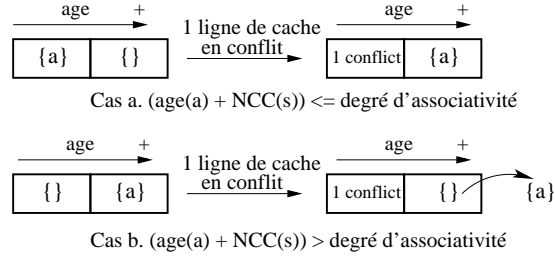 age + age +
{a} {} 1 ligne de cache en conflit 1 conflict {a}
Cas a. (age(a) + NCC(s)) <= degré d'associativité
age + age +
{} {a} 1 ligne de cache en conflit 1 conflict {} {a}
Cas b. (age(a) + NCC(s)) > degré d'associativité